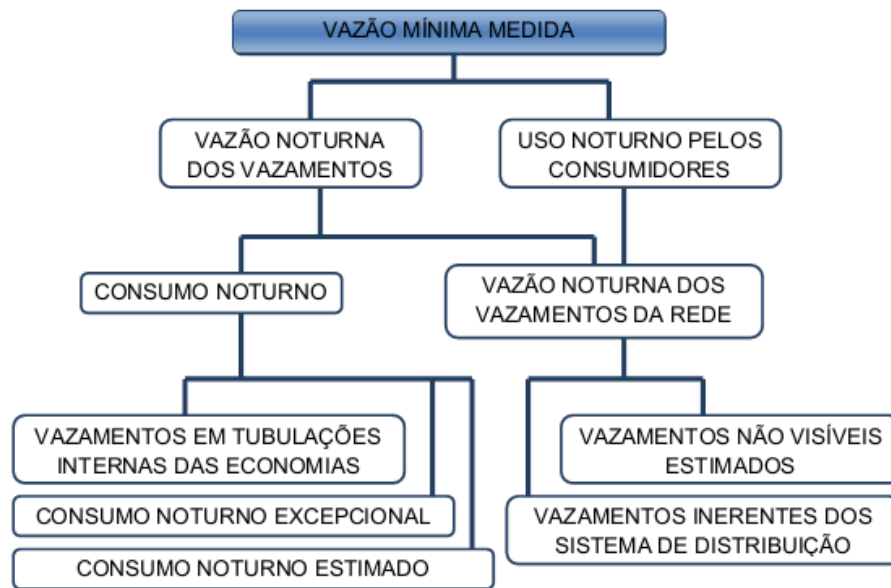 VAZÃO MÍNIMA MEDIDA
VAZÃO NOTURNA
DOS VAZAMENTOS
USO NOTURNO PELOS
CONSUMIDORES
CONSUMO NOTURNO
VAZÃO NOTURNA DOS
VAZAMENTOS DA REDE
VAZAMENTOS EM TUBULAÇÕES
INTERNAS DAS ECONOMIAS
CONSUMO NOTURNO EXCEPCIONAL
CONSUMO NOTURNO ESTIMADO
VAZAMENTOS NÃO VISÍVEIS
ESTIMADOS
VAZAMENTOS INERENTES DOS
SISTEMA DE DISTRIBUIÇÃO